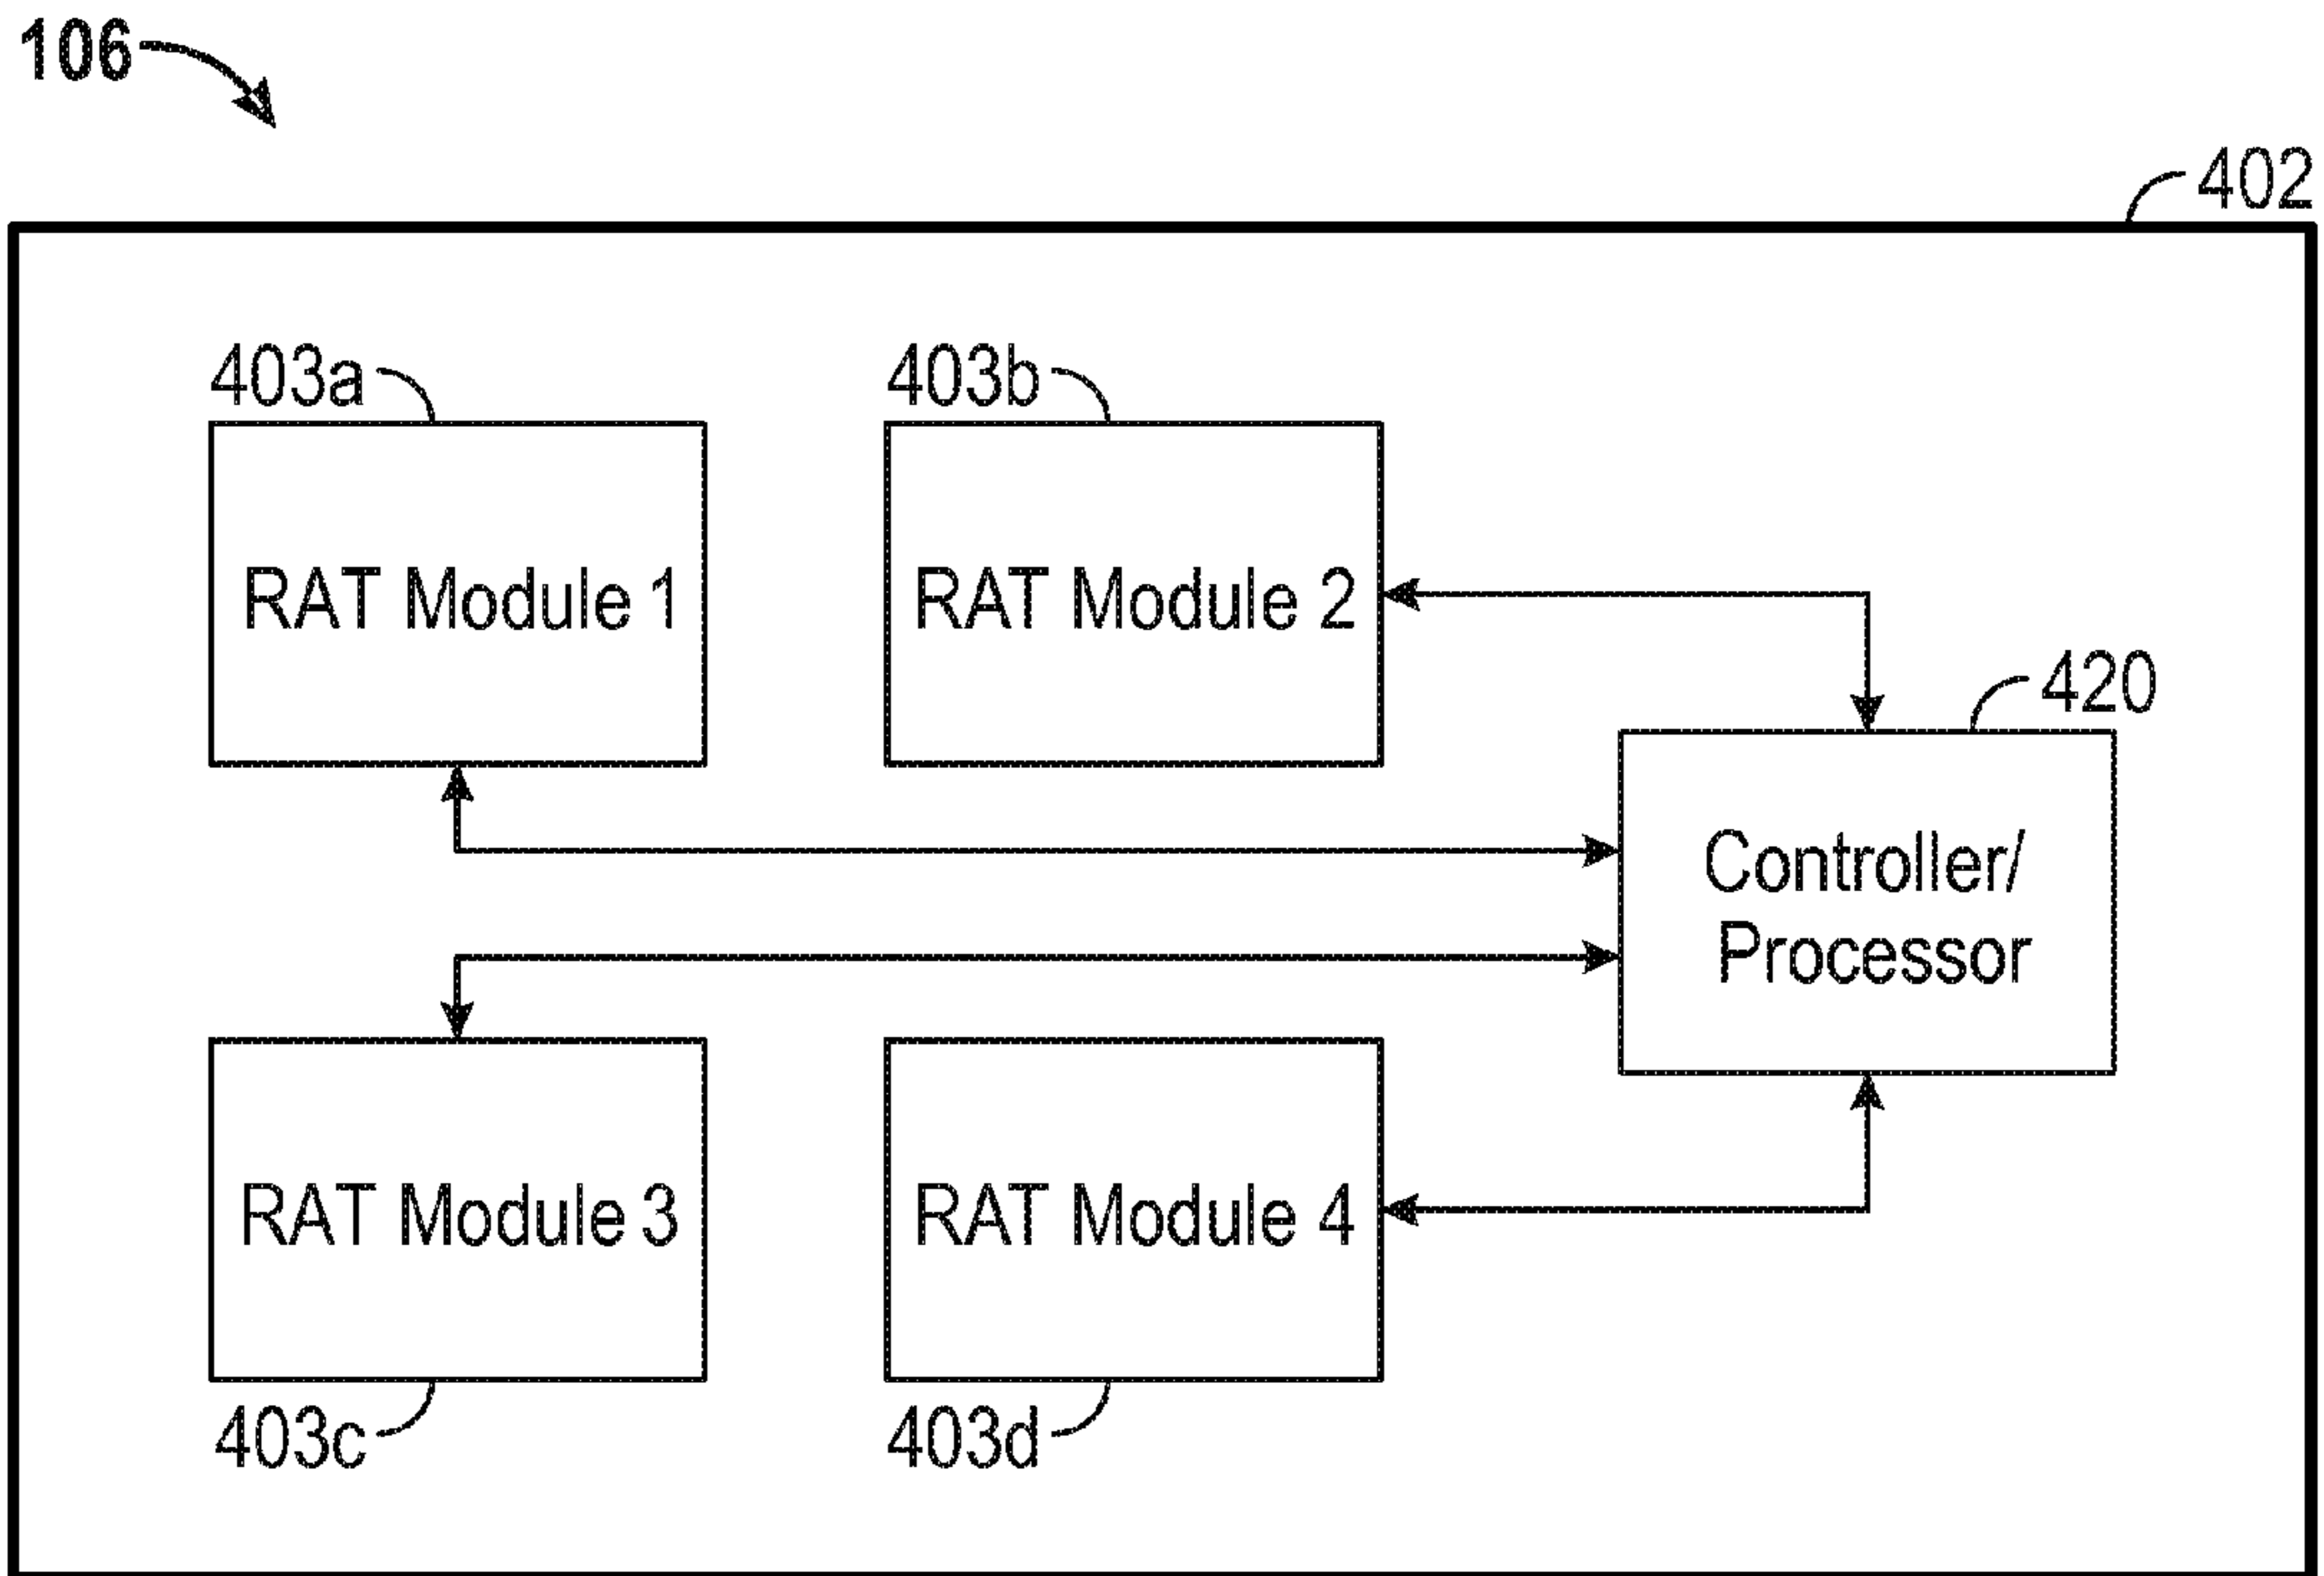 106
402
403a
403b
RAT Module 1
RAT Module 2
420
Controller/
Processor
RAT Module 3
RAT Module 4
403c
403d